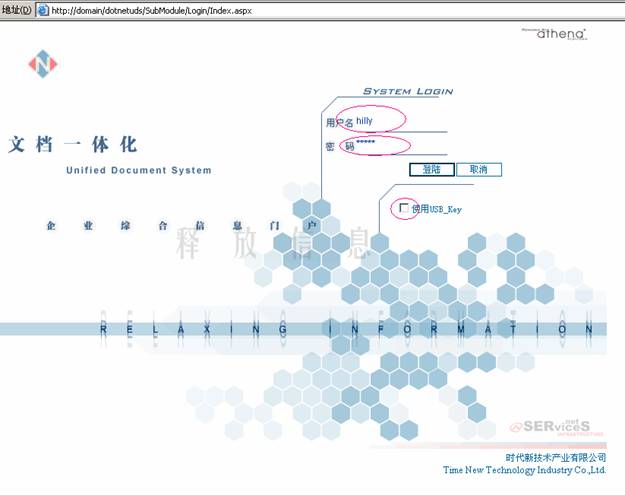 地址(D) http://domain/dotnetuds/SubModule/Login/Index.aspx
athena
N
SYSTEM LOGIN
用户名 hilly
密 码 *****
文档一体化
登陆 取消
Unified Document System
使用USB_Key
企业综合信息门户
释放信息
RELAXING INFORMATION
.net
@SERviceS
INFRASTRUCTURE
时代新技术产业有限公司
Time New Technology Industry Co.,Ltd.